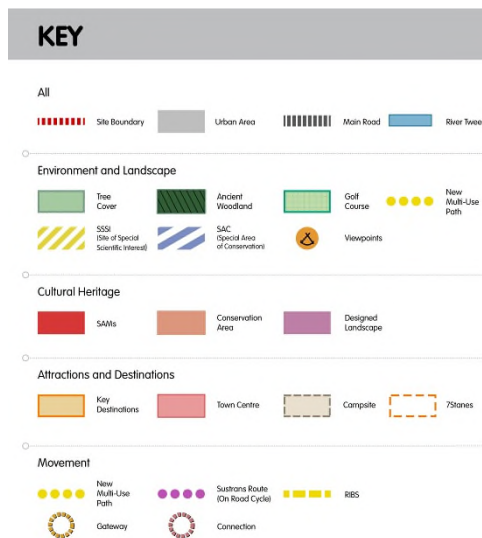 KEY
All
Site Boundary
Urban Area
Main Road
River Twee
Environment and Landscape
Tree
Cover
Ancient
Woodland
Golf
Course
New
Multi-Use
Path
SSSI
(Site of Special
Scientific Interest)
SAC
(Special Area
of Conservation)
Viewpoints
Cultural Heritage
SAMs
Conservation
Area
Designed
Landscape
Attractions and Destinations
Key
Destinations
Town Centre
Campsite
7Stanes
Movement
New
Multi-Use
Path
Sustrans Route
(On Road Cycle)
RIBS
Gateway
Connection